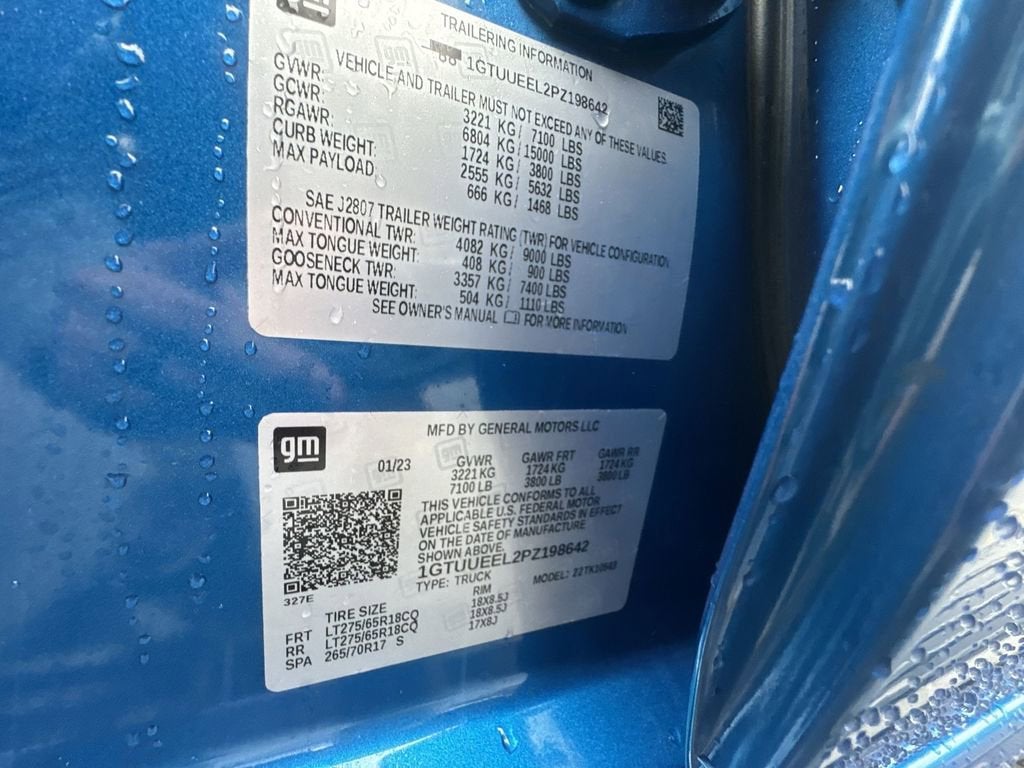 gm
TRAILERING INFORMATION
1GTUUEEL2PZ198642
VEHICLE AND TRAILER MUST NOT EXCEED ANY OF THESE VALUES.
GVWR: 3221 KG/ 7100 LBS
GCWR: 6804 KG/ 15000 LBS
RGAWR: 1724 KG/ 3800 LBS
CURB WEIGHT: 2555 KG/ 5632 LBS
MAX PAYLOAD: 666 KG/ 1468 LBS
SAE J2807 TRAILER WEIGHT RATING (TWR) FOR VEHICLE CONFIGURATION
CONVENTIONAL TWR: 4082 KG/ 9000 LBS
MAX TONGUE WEIGHT: 408 KG/ 900 LBS
GOOSENECK TWR: 3357 KG/ 7400 LBS
MAX TONGUE WEIGHT: 504 KG/ 1110 LBS
SEE OWNER'S MANUAL FOR MORE INFORMATION
gm
MFD BY GENERAL MOTORS LLC
01/23 GVWR GAWR FRT GAWR RR
3221 KG 1724 KG 1724 KG
7100 LB 3800 LB 3800 LB
THIS VEHICLE CONFORMS TO ALL
APPLICABLE U.S. FEDERAL MOTOR
VEHICLE SAFETY STANDARDS IN EFFECT
ON THE DATE OF MANUFACTURE
SHOWN ABOVE.
1GTUUEEL2PZ198642
TYPE: TRUCK MODEL: 22TK10543
327E
TIRE SIZE RIM
FRT LT275/65R18CQ 18X8.5J
RR LT275/65R18CQ 18X8.5J
SPA 265/70R17 S 17X8J